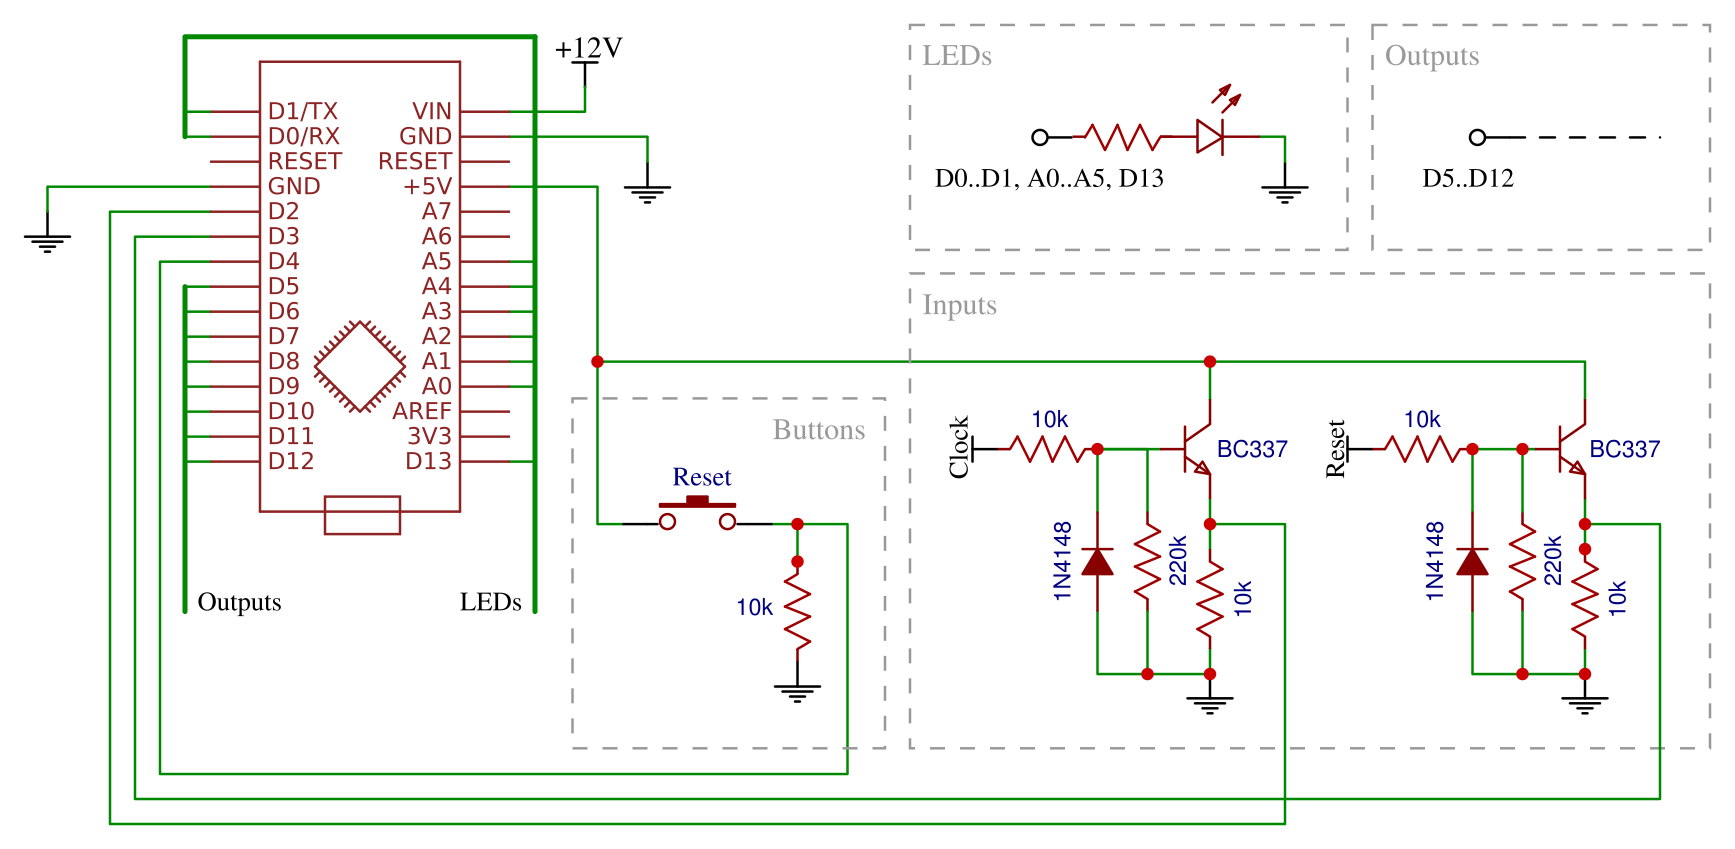 +12V
D1/TX
D0/RX
RESET
GND
D2
D3
D4
D5
D6
D7
D8
D9
D10
D11
D12
VIN
GND
RESET
+5V
A7
A6
A5
A4
A3
A2
A1
A0
AREF
3V3
D13
Outputs
LEDs
LEDs
D0..D1, A0..A5, D13
Outputs
D5..D12
Buttons
Reset
10k
Inputs
Clock
10k
BC337
1N4148
220k
10k
Reset
10k
BC337
1N4148
220k
10k